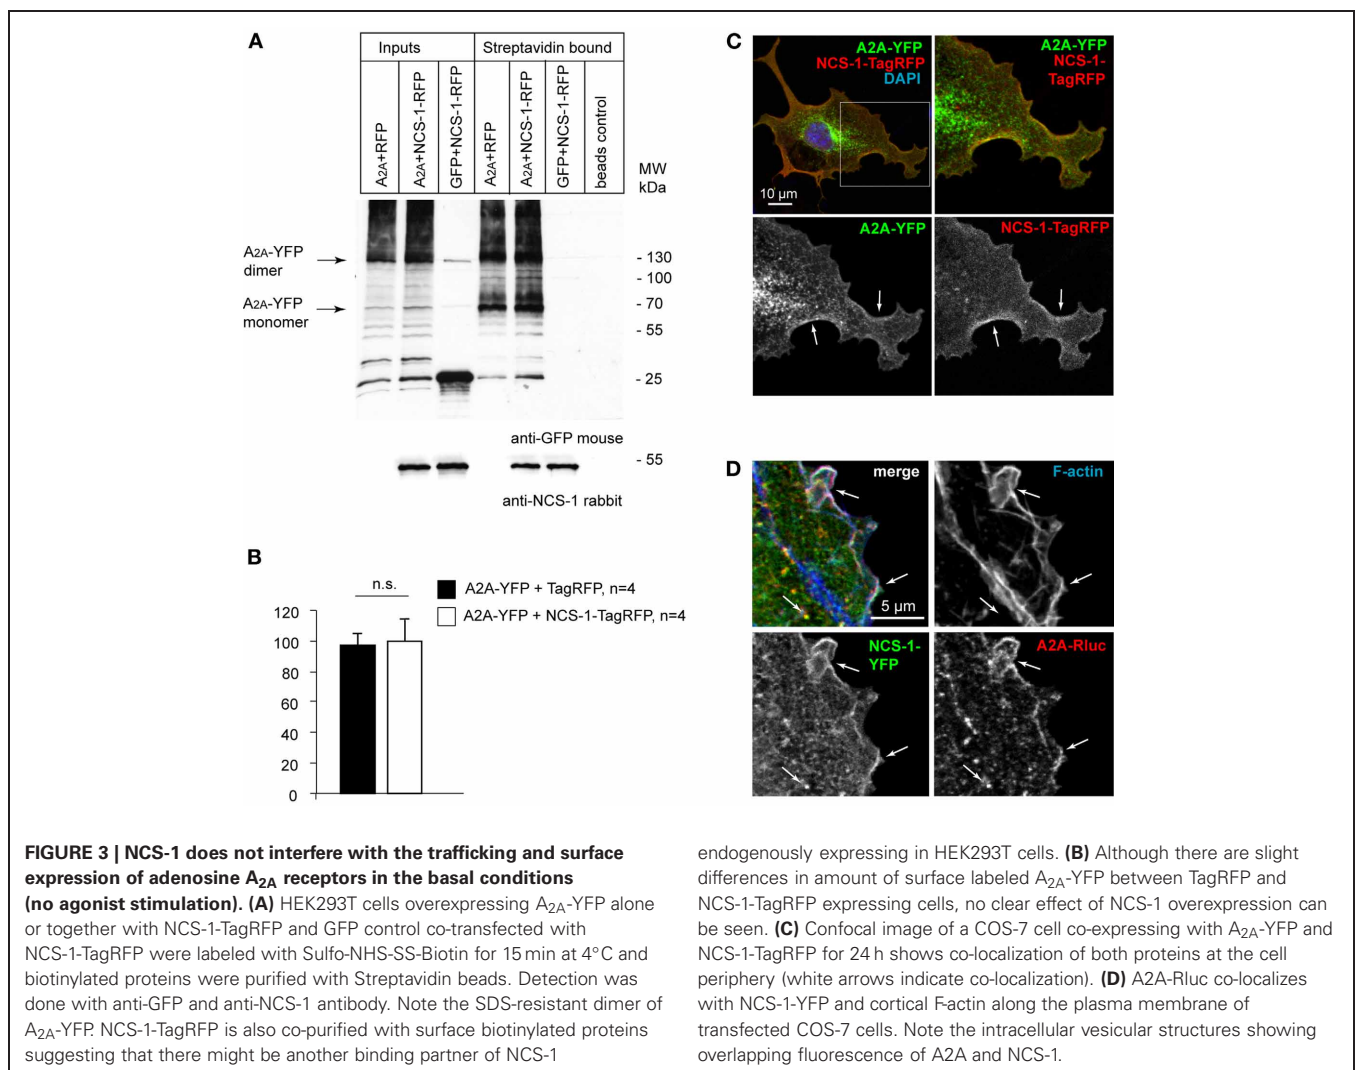 A
Inputs
Streptavidin bound
A2A+RFP
A2A+NCS-1-RFP
GFP+NCS-1-RFP
A2A+RFP
A2A+NCS-1-RFP
GFP+NCS-1-RFP
beads control
MW
kDa
A2A-YFP
dimer
A2A-YFP
monomer
- 130
- 100
- 70
- 55
- 25
anti-GFP mouse
- 55
anti-NCS-1 rabbit
B
n.s.
A2A-YFP + TagRFP, n=4
A2A-YFP + NCS-1-TagRFP, n=4
120
100
80
60
40
20
0
C
A2A-YFP
NCS-1-TagRFP
DAPI
10 µm
A2A-YFP
NCS-1-
TagRFP
A2A-YFP
NCS-1-TagRFP
D
merge
5 µm
F-actin
NCS-1-
YFP
A2A-Rluc
FIGURE 3 | NCS-1 does not interfere with the trafficking and surface
expression of adenosine A2A receptors in the basal conditions
(no agonist stimulation). (A) HEK293T cells overexpressing A2A-YFP alone
or together with NCS-1-TagRFP and GFP control co-transfected with
NCS-1-TagRFP were labeled with Sulfo-NHS-SS-Biotin for 15 min at 4°C and
biotinylated proteins were purified with Streptavidin beads. Detection was
done with anti-GFP and anti-NCS-1 antibody. Note the SDS-resistant dimer of
A2A-YFP. NCS-1-TagRFP is also co-purified with surface biotinylated proteins
suggesting that there might be another binding partner of NCS-1
endogenously expressing in HEK293T cells. (B) Although there are slight
differences in amount of surface labeled A2A-YFP between TagRFP and
NCS-1-TagRFP expressing cells, no clear effect of NCS-1 overexpression can
be seen. (C) Confocal image of a COS-7 cell co-expressing with A2A-YFP and
NCS-1-TagRFP for 24 h shows co-localization of both proteins at the cell
periphery (white arrows indicate co-localization). (D) A2A-Rluc co-localizes
with NCS-1-YFP and cortical F-actin along the plasma membrane of
transfected COS-7 cells. Note the intracellular vesicular structures showing
overlapping fluorescence of A2A and NCS-1.